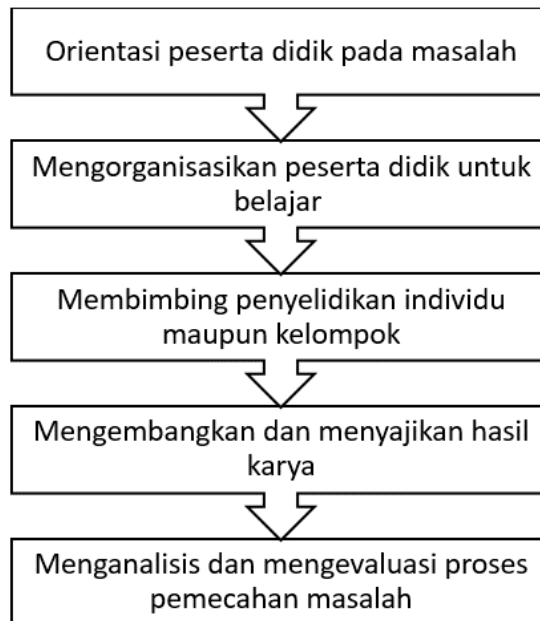 Orientasi peserta didik pada masalah
Mengorganisasikan peserta didik untuk
belajar
Membimbing penyelidikan individu
maupun kelompok
Mengembangkan dan menyajikan hasil
karya
Menganalisis dan mengevaluasi proses
pemecahan masalah